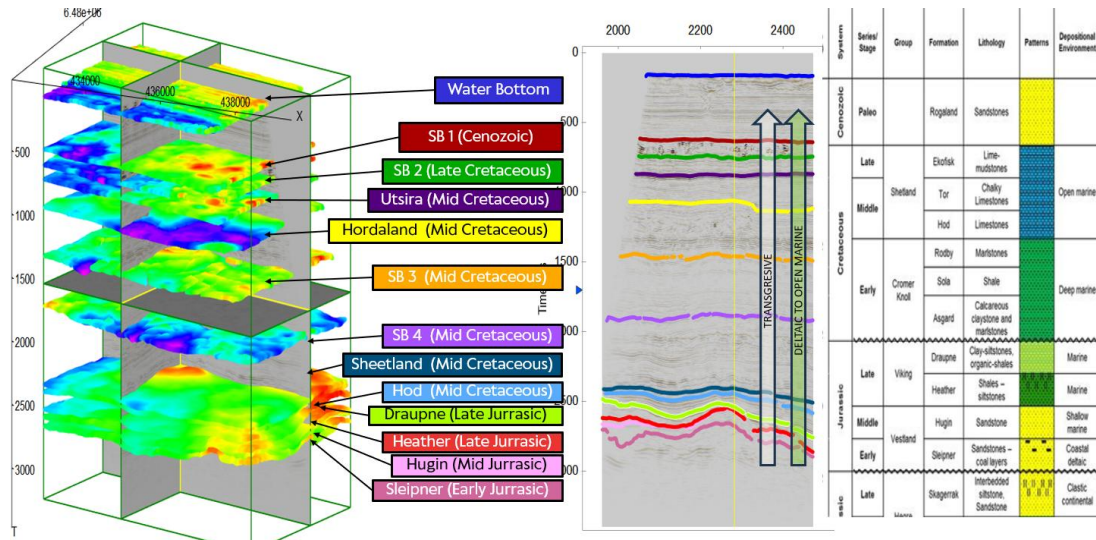 6.48e+06
434000
436000
438000
X
500
1000
1500
2000
2500
3000
T
Water Bottom
SB 1 (Cenozoic)
SB 2 (Late Cretaceous)
Utsira (Mid Cretaceous)
Hordaland (Mid Cretaceous)
SB 3 (Mid Cretaceous)
SB 4 (Mid Cretaceous)
Sheetland (Mid Cretaceous)
Hod (Mid Cretaceous)
Draupne (Late Jurrasic)
Heather (Late Jurrasic)
Hugin (Mid Jurrasic)
Sleipner (Early Jurrasic)
2000
2200
2400
0
1500
TRANSGRESIVE
DELTAIC TO OPEN MARINE
System
Series/
Stage
Group
Formation
Lithology
Patterns
Depositional
Environment
Cenozoic
Paleo
Rogaland
Sandstones
Cretaceous
Late
Shetland
Ekofisk
Lime-
mudstones
Open marine
Middle
Tor
Chalky
Limestones
Hod
Limestones
Early
Cromer
Knoll
Rodby
Marlstones
Deep marine
Sola
Shale
Asgard
Calcareous
claystone and
marlstones
Jurassic
Late
Viking
Draupne
Clay-siltstones,
organic-shales
Marine
Heather
Shales –
siltstones
Marine
Middle
Vestland
Hugin
Sandstone
Shallow
marine
Early
Sleipner
Sandstones –
coal layers
Coastal
deltaic
Late
Skagerrak
Interbedded
siltstone,
Sandstone
Clastic
continental